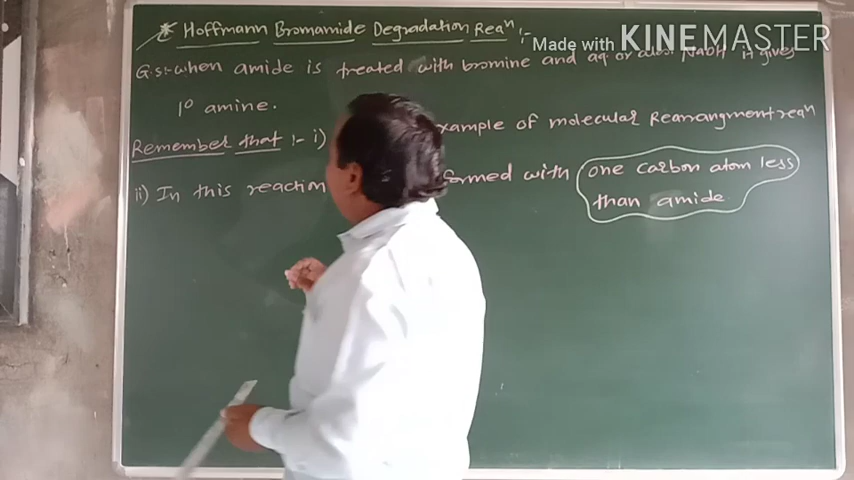 * Hoffmann Bromamide Degradation Reaⁿ :-
Made with KINEMASTER
G.s:- when amide is treated with bromine and aq. or alco. NaOH it gives
1° amine.
Remember that :- i) example of molecular Rearrangment reaⁿ
ii) In this reaction formed with one carbon atom less
than amide